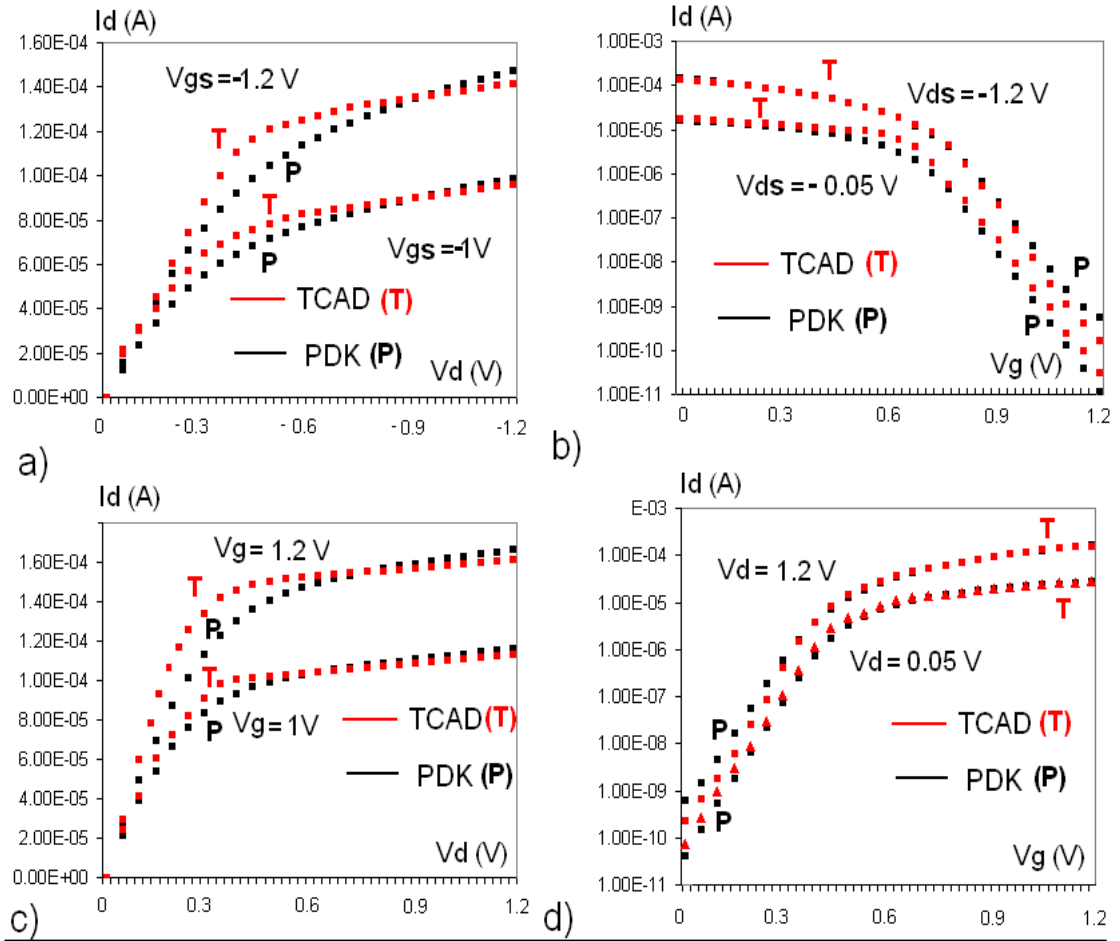 Id (A)
1.60E-04
1.40E-04
1.20E-04
1.00E-04
8.00E-05
6.00E-05
4.00E-05
2.00E-05
0.00E+00
Vgs=-1.2 V
T
P
T
P
Vgs=-1V
TCAD (T)
PDK (P)
Vd (V)
0 -0.3 -0.6 -0.9 -1.2
a)
Id (A)
1.00E-03
1.00E-04
1.00E-05
1.00E-06
1.00E-07
1.00E-08
1.00E-09
1.00E-10
1.00E-11
T
T
Vds=-1.2 V
Vds=-0.05 V
TCAD (T)
PDK (P)
P
P
Vg (V)
0 0.3 0.6 0.9 1.2
b)
Id (A)
1.60E-04
1.40E-04
1.20E-04
1.00E-04
8.00E-05
6.00E-05
4.00E-05
2.00E-05
0.00E+00
Vg= 1.2 V
T
P
T
P
Vg=1V
TCAD(T)
PDK (P)
Vd (V)
0 0.3 0.6 0.9 1.2
c)
Id (A)
E-03
1.00E-04
1.00E-05
1.00E-06
1.00E-07
1.00E-08
1.00E-09
1.00E-10
1.00E-11
T
Vd= 1.2 V
T
Vd=0.05 V
P
P
TCAD (T)
PDK (P)
Vg (V)
0 0.3 0.6 0.9 1.2
d)